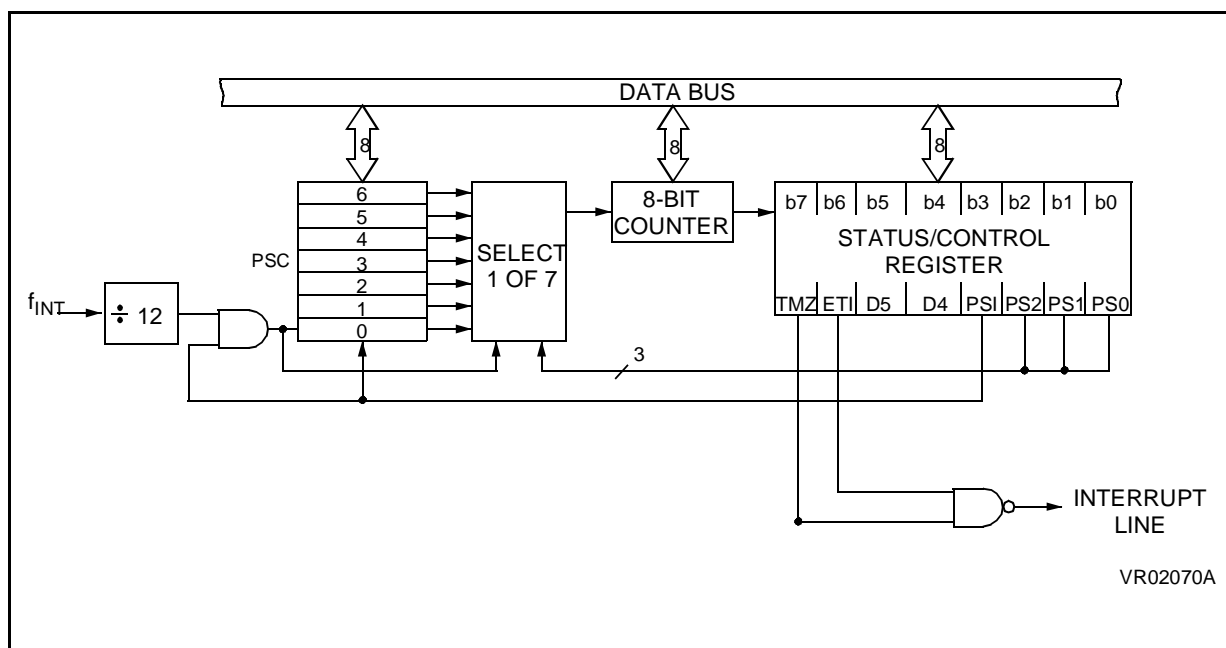 DATA BUS
8
8
8
6
5
4
3
2
1
0
PSC
SELECT
1 OF 7
8-BIT
COUNTER
b7 b6 b5 b4 b3 b2 b1 b0
STATUS/CONTROL
REGISTER
TMZ ETI D5 D4 PSI PS2 PS1 PS0
fINT
÷ 12
3
INTERRUPT
LINE
VR02070A